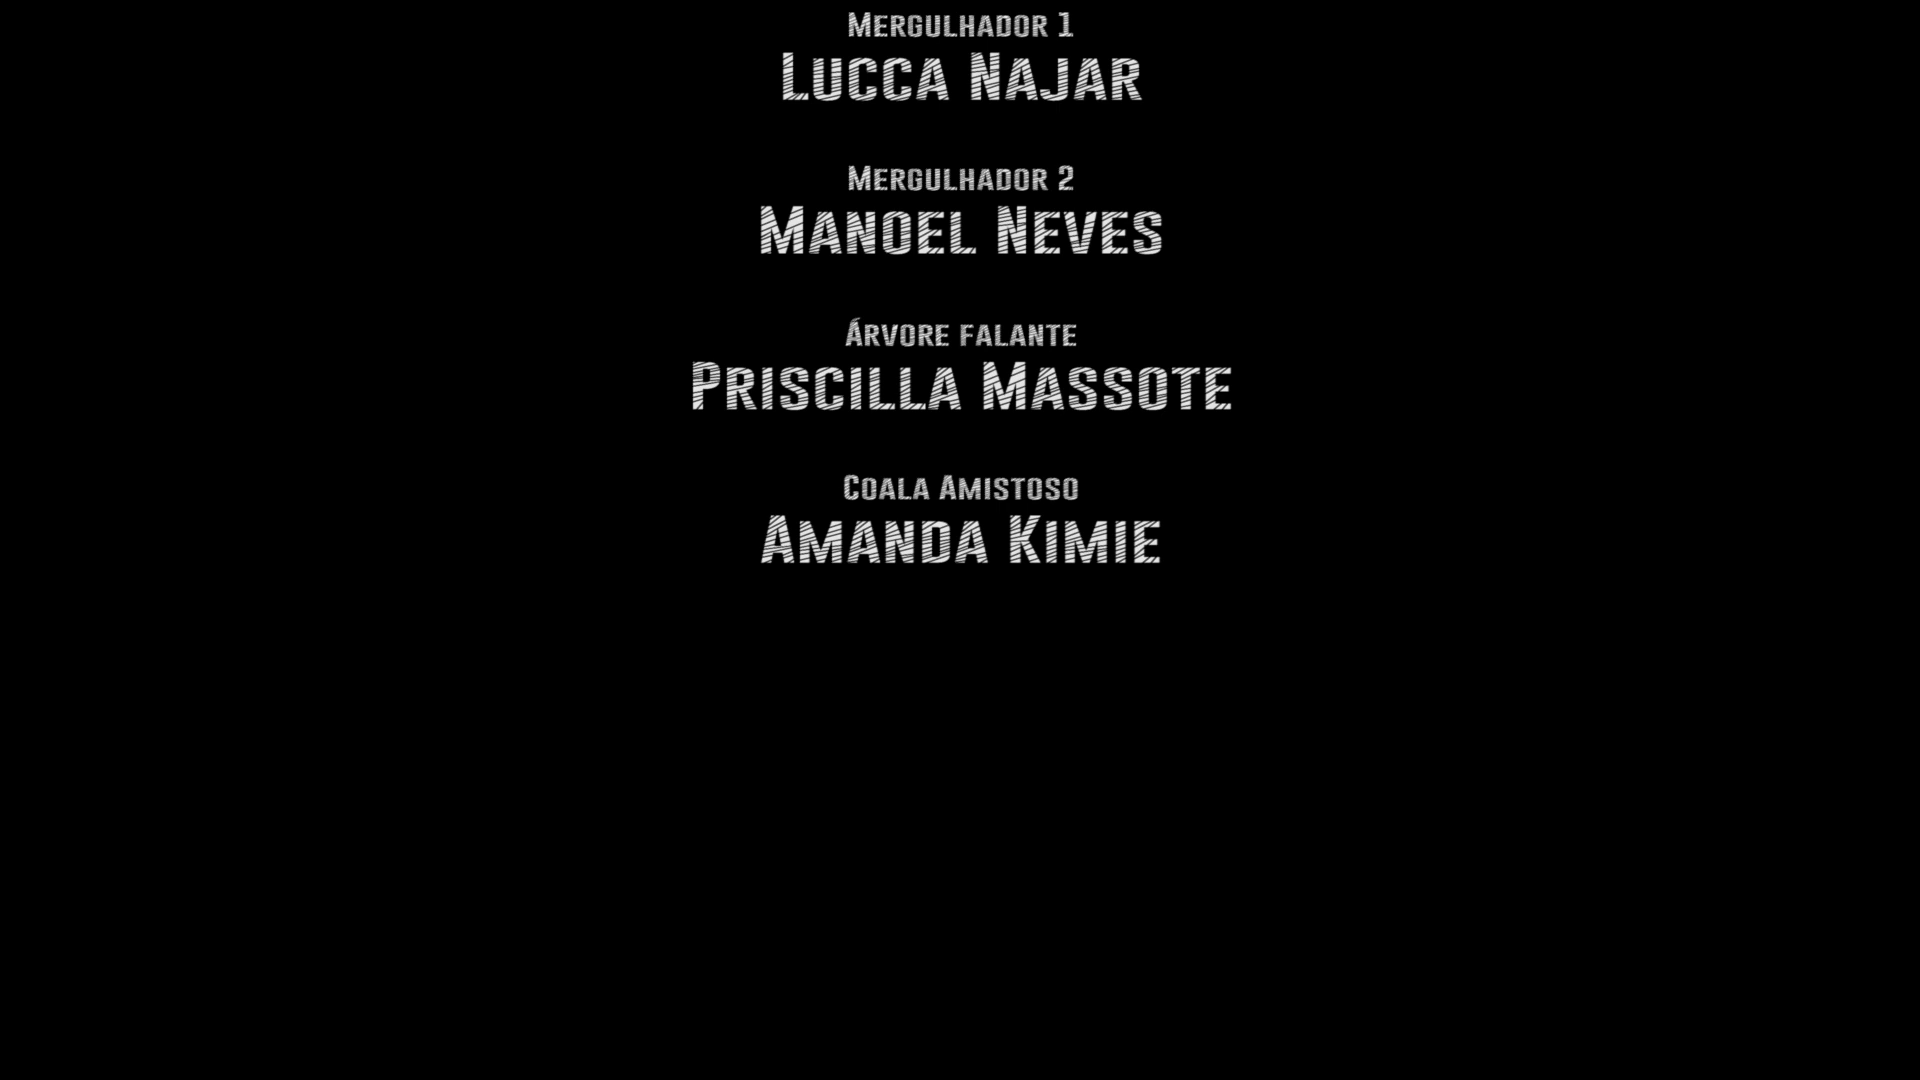 Mergulhador 1
Lucca Najar
Mergulhador 2
Manoel Neves
Árvore falante
Priscilla Massote
Coala Amistoso
Amanda Kimie